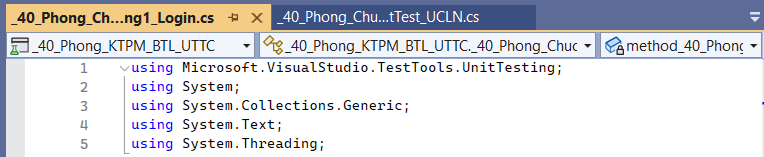 _40_Phong_Ch...ng1_Login.cs _40_Phong_Chu...tTest_UCLN.cs
_40_Phong_KTPM_BTL_UTTC _40_Phong_KTPM_BTL_UTTC._40_Phong_Chuc method_40_Phong
1 using Microsoft.VisualStudio.TestTools.UnitTesting;
2 using System;
3 using System.Collections.Generic;
4 using System.Text;
5 using System.Threading;